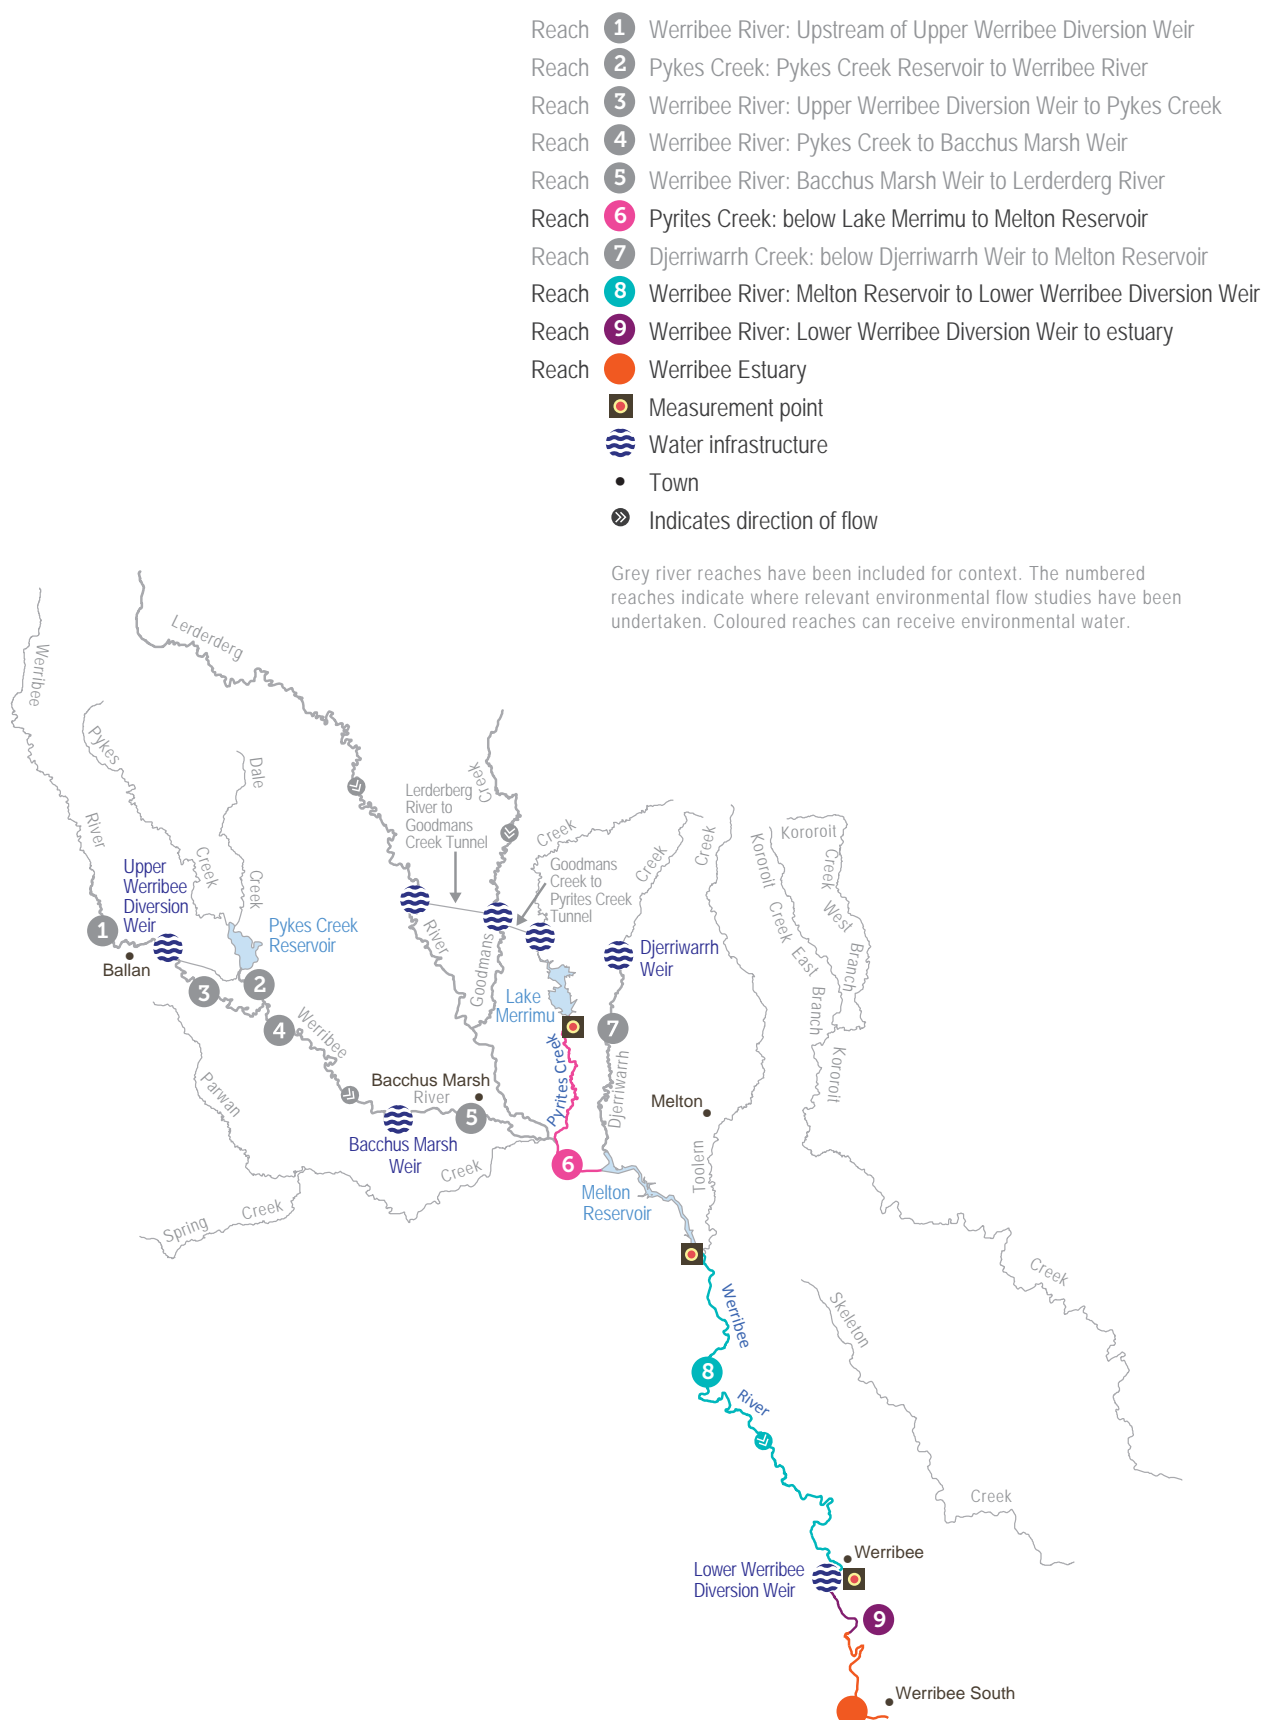 Reach 1 Werribee River: Upstream of Upper Werribee Diversion Weir
Reach 2 Pykes Creek: Pykes Creek Reservoir to Werribee River
Reach 3 Werribee River: Upper Werribee Diversion Weir to Pykes Creek
Reach 4 Werribee River: Pykes Creek to Bacchus Marsh Weir
Reach 5 Werribee River: Bacchus Marsh Weir to Lerderderg River
Reach 6 Pyrites Creek: below Lake Merrimu to Melton Reservoir
Reach 7 Djerriwarrh Creek: below Djerriwarrh Weir to Melton Reservoir
Reach 8 Werribee River: Melton Reservoir to Lower Werribee Diversion Weir
Reach 9 Werribee River: Lower Werribee Diversion Weir to estuary
Reach Werribee Estuary
Measurement point
Water infrastructure
Town
Indicates direction of flow
Grey river reaches have been included for context. The numbered
reaches indicate where relevant environmental flow studies have been
undertaken. Coloured reaches can receive environmental water.
Lerderderg
Werribee
Pykes
Dale
Creek
Lerderberg
River to
Goodmans
Creek Tunnel
River
Creek
Creek
Creek
Kororoit
Kororoit
Creek
Upper
Werribee
Diversion
Weir
Creek
Creek
Goodmans
Creek to
Pyrites Creek
Tunnel
Creek
West
Branch
1
Ballan
Pykes Creek
Reservoir
River
Goodmans
Djerriwarrh
Weir
Creek
East
Branch
3
2
Lake
Merrimu
4
Werribee
7
Kororoit
Parwan
Bacchus Marsh
River
Pyrites Creek
Djerriwarrh
Melton
5
Bacchus Marsh
Weir
Creek
6
Toolern
Melton
Reservoir
Spring
Creek
Creek
Werribee
Skeleton
8
River
Creek
Werribee
Lower Werribee
Diversion Weir
9
Werribee South